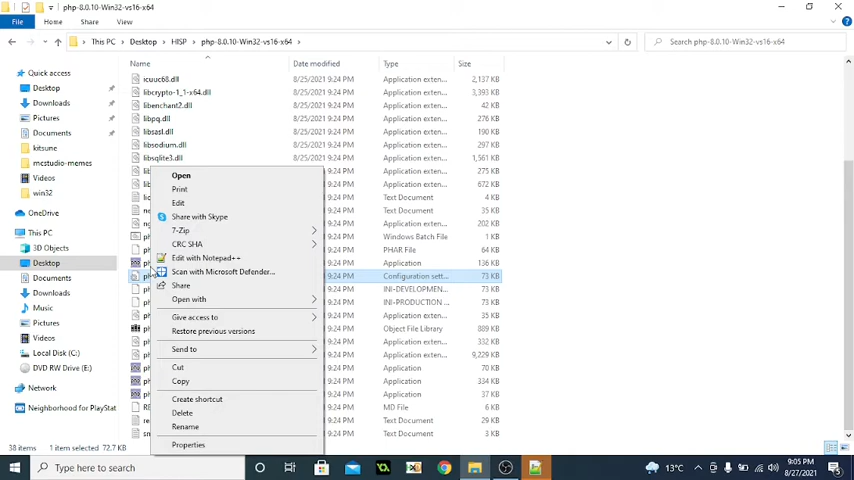 php-8.0.10-Win32-vs16-x64
File Home Share View
This PC Desktop HISP php-8.0.10-Win32-vs16-x64
Search php-8.0.10-Win32-vs16-x64
Name Date modified Type Size
Quick access
Desktop
Downloads
Pictures
Documents
kitsune
mcstudio-memes
Videos
win32
OneDrive
This PC
3D Objects
Desktop
Documents
Downloads
Music
Pictures
Videos
Local Disk (C:)
DVD RW Drive (E:)
Network
Neighborhood for PlayStat
icuuc68.dll 8/25/2021 9:24 PM Application exten... 2,137 KB
libcrypto-1_1-x64.dll 8/25/2021 9:24 PM Application exten... 3,393 KB
libenchant2.dll 8/25/2021 9:24 PM Application exten... 42 KB
libpq.dll 8/25/2021 9:24 PM Application exten... 276 KB
libsasl.dll 8/25/2021 9:24 PM Application exten... 190 KB
libsodium.dll 8/25/2021 9:24 PM Application exten... 295 KB
libsqlite3.dll 8/25/2021 9:24 PM Application exten... 1,561 KB
9:24 PM Application exten... 275 KB
9:24 PM Application exten... 672 KB
9:24 PM Text Document 43 KB
9:24 PM Text Document 35 KB
9:24 PM Application exten... 202 KB
9:24 PM Windows Batch File 1 KB
9:24 PM PHAR File 64 KB
9:24 PM Application 136 KB
9:24 PM Configuration sett... 73 KB
9:24 PM INI-DEVELOPMEN... 73 KB
9:24 PM INI-PRODUCTION ... 73 KB
9:24 PM Application exten... 35 KB
9:24 PM Object File Library 889 KB
9:24 PM Application exten... 332 KB
9:24 PM Application exten... 9,229 KB
9:24 PM Application 70 KB
9:24 PM Application 334 KB
9:24 PM Application 37 KB
9:24 PM MD File 6 KB
9:24 PM Text Document 5 KB
9:24 PM Text Document 3 KB
Open
Print
Edit
Share with Skype
7-Zip
CRC SHA
Edit with Notepad++
Scan with Microsoft Defender...
Share
Open with
Give access to
Restore previous versions
Send to
Cut
Copy
Create shortcut
Delete
Rename
Properties
38 items 1 item selected 72.7 KB
Type here to search
13°C
9:05 PM
8/27/2021
5